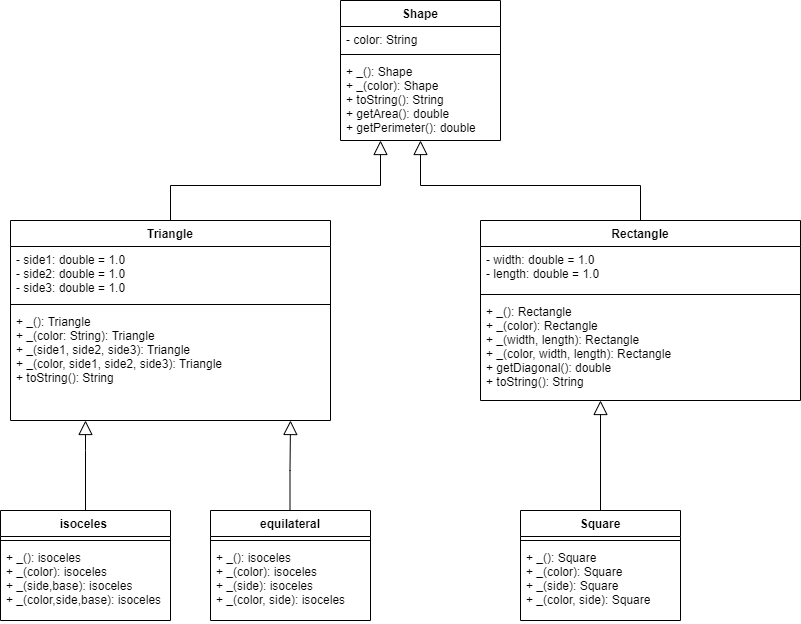 Shape
- color: String
+ _(): Shape
+ _(color): Shape
+ toString(): String
+ getArea(): double
+ getPerimeter(): double
Triangle
- side1: double = 1.0
- side2: double = 1.0
- side3: double = 1.0
+ _(): Triangle
+ _(color: String): Triangle
+ _(side1, side2, side3): Triangle
+ _(color, side1, side2, side3): Triangle
+ toString(): String
Rectangle
- width: double = 1.0
- length: double = 1.0
+ _(): Rectangle
+ _(color): Rectangle
+ _(width, length): Rectangle
+ _(color, width, length): Rectangle
+ getDiagonal(): double
+ toString(): String
isoceles
+ _(): isoceles
+ _(color): isoceles
+ _(side,base): isoceles
+ _(color,side,base): isoceles
equilateral
+ _(): isoceles
+ _(color): isoceles
+ _(side): isoceles
+ _(color, side): isoceles
Square
+ _(): Square
+ _(color): Square
+ _(side): Square
+ _(color, side): Square